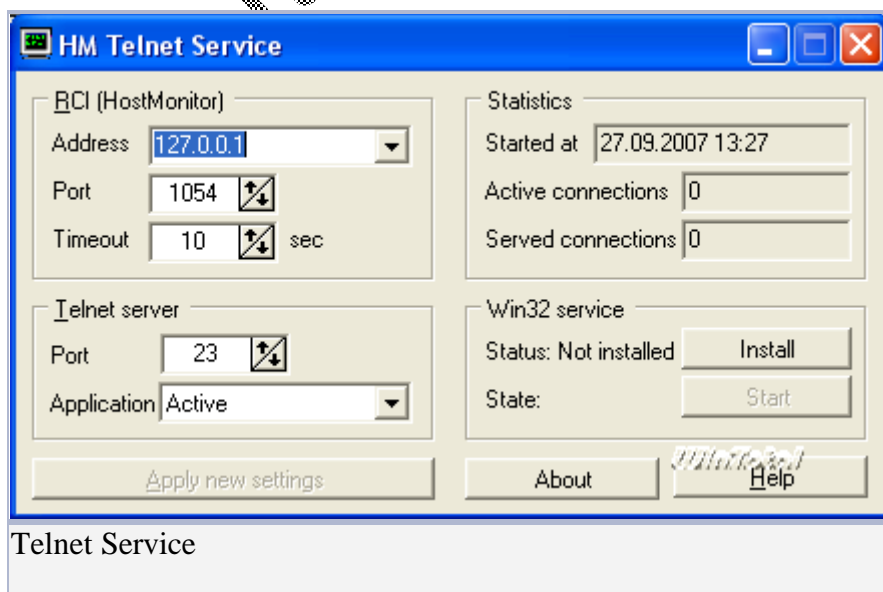 HM Telnet Service
RCI (HostMonitor)
Address 127.0.0.1
Port 1054
Timeout 10 sec
Statistics
Started at 27.09.2007 13:27
Active connections 0
Served connections 0
Telnet server
Port 23
Application Active
Win32 service
Status: Not installed Install
State: Start
Apply new settings
About
Help
Telnet Service